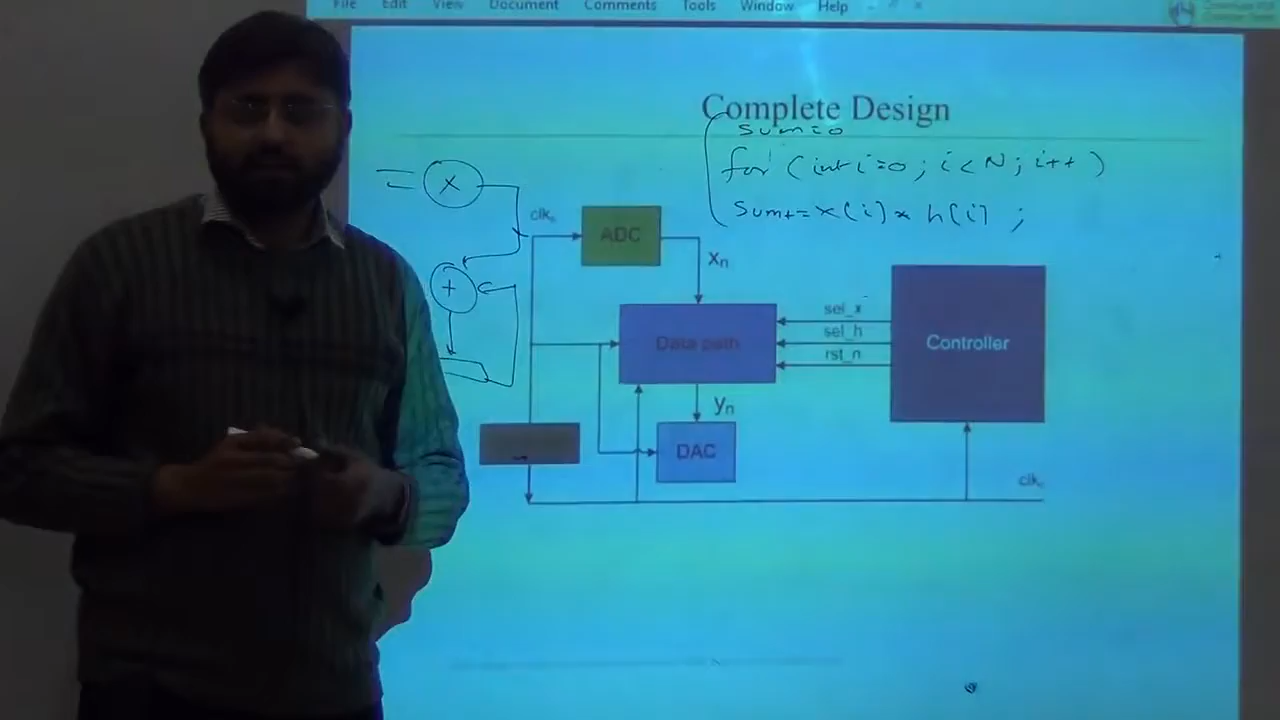 File Edit View Document Comments Tools Window Help
Complete Design
sum=0
for (int i=0; i<N; i++)
sum+=x(i)*h(i);
x
clk
ADC
xn
+
sel_x
sel_h
rst_n
Data path
Controller
yn
DAC
clk